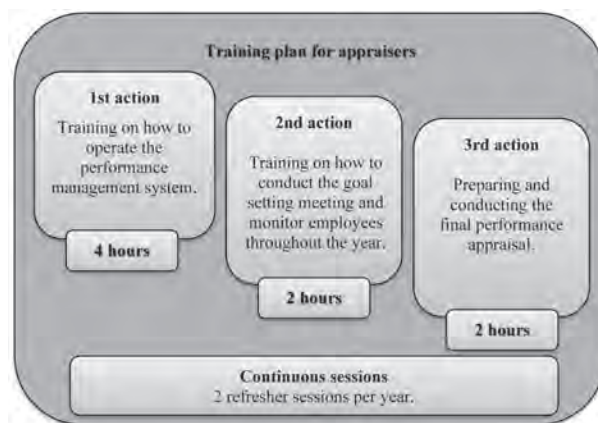 Training plan for appraisers
1st action
Training on how to
operate the
performance
management system.
4 hours
2nd action
Training on how to
conduct the goal
setting meeting and
monitor employees
throughout the year.
2 hours
3rd action
Preparing and
conducting the
final performance
appraisal.
2 hours
Continuous sessions
2 refresher sessions per year.